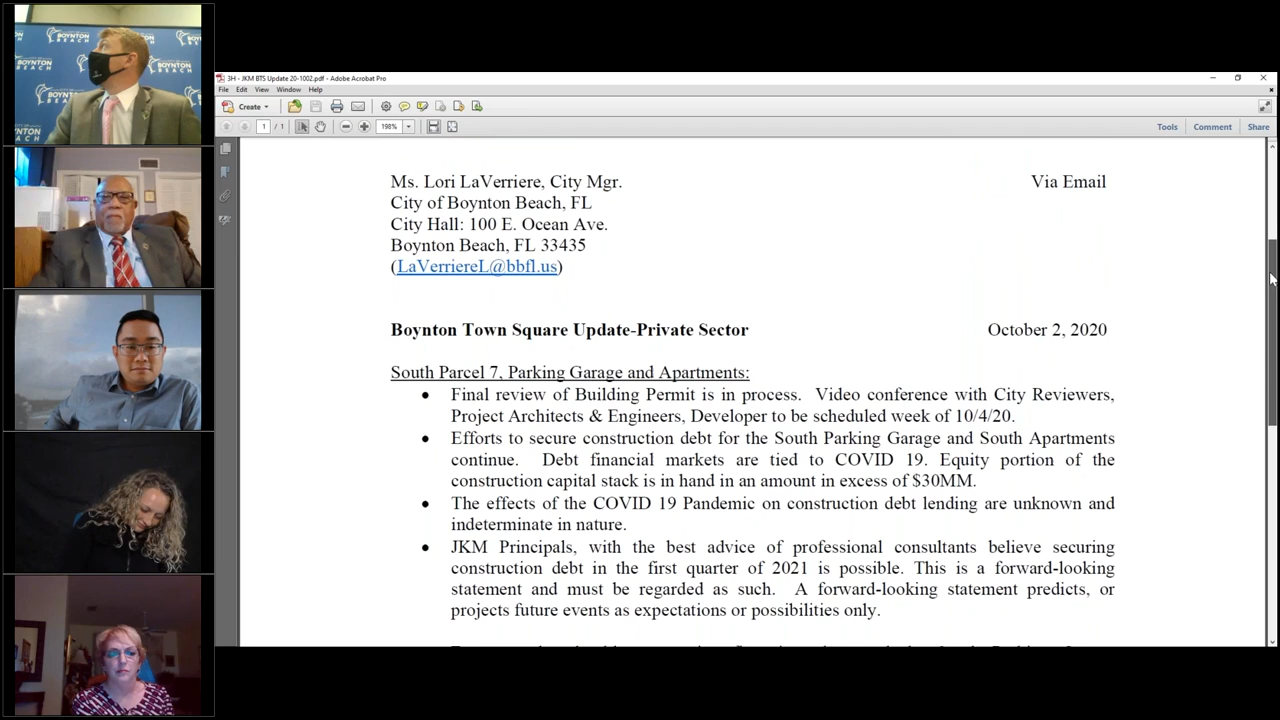 BOYNTON
BEACH
BOYNTON
BEACH
BOYNTON
3H - JKM BTS Update 20-1002.pdf - Adobe Acrobat Pro
File Edit View Window Help
Create
1 / 1 198% Tools Comment Share
Ms. Lori LaVerriere, City Mgr. Via Email
City of Boynton Beach, FL
City Hall: 100 E. Ocean Ave.
Boynton Beach, FL 33435
(LaVerriereL@bbfl.us)
Boynton Town Square Update-Private Sector October 2, 2020
South Parcel 7, Parking Garage and Apartments:
• Final review of Building Permit is in process. Video conference with City Reviewers,
Project Architects & Engineers, Developer to be scheduled week of 10/4/20.
• Efforts to secure construction debt for the South Parking Garage and South Apartments
continue. Debt financial markets are tied to COVID 19. Equity portion of the
construction capital stack is in hand in an amount in excess of $30MM.
• The effects of the COVID 19 Pandemic on construction debt lending are unknown and
indeterminate in nature.
• JKM Principals, with the best advice of professional consultants believe securing
construction debt in the first quarter of 2021 is possible. This is a forward-looking
statement and must be regarded as such. A forward-looking statement predicts, or
projects future events as expectations or possibilities only.